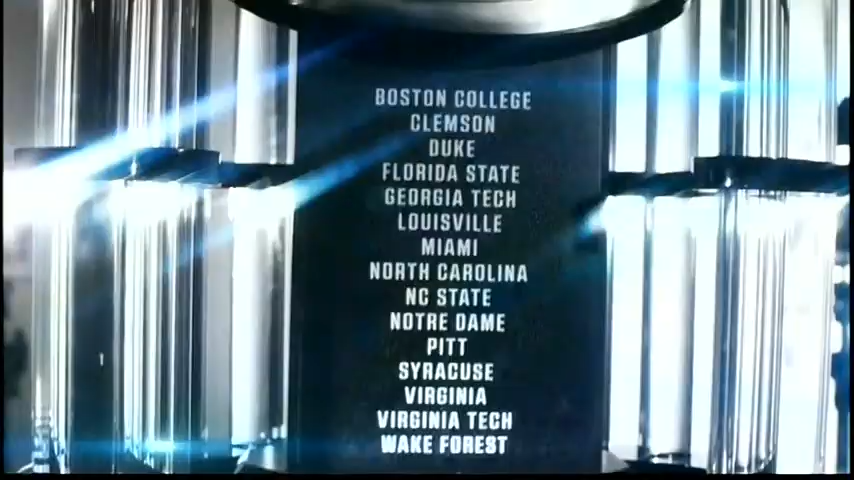 BOSTON COLLEGE
CLEMSON
DUKE
FLORIDA STATE
GEORGIA TECH
LOUISVILLE
MIAMI
NORTH CAROLINA
NC STATE
NOTRE DAME
PITT
SYRACUSE
VIRGINIA
VIRGINIA TECH
WAKE FOREST